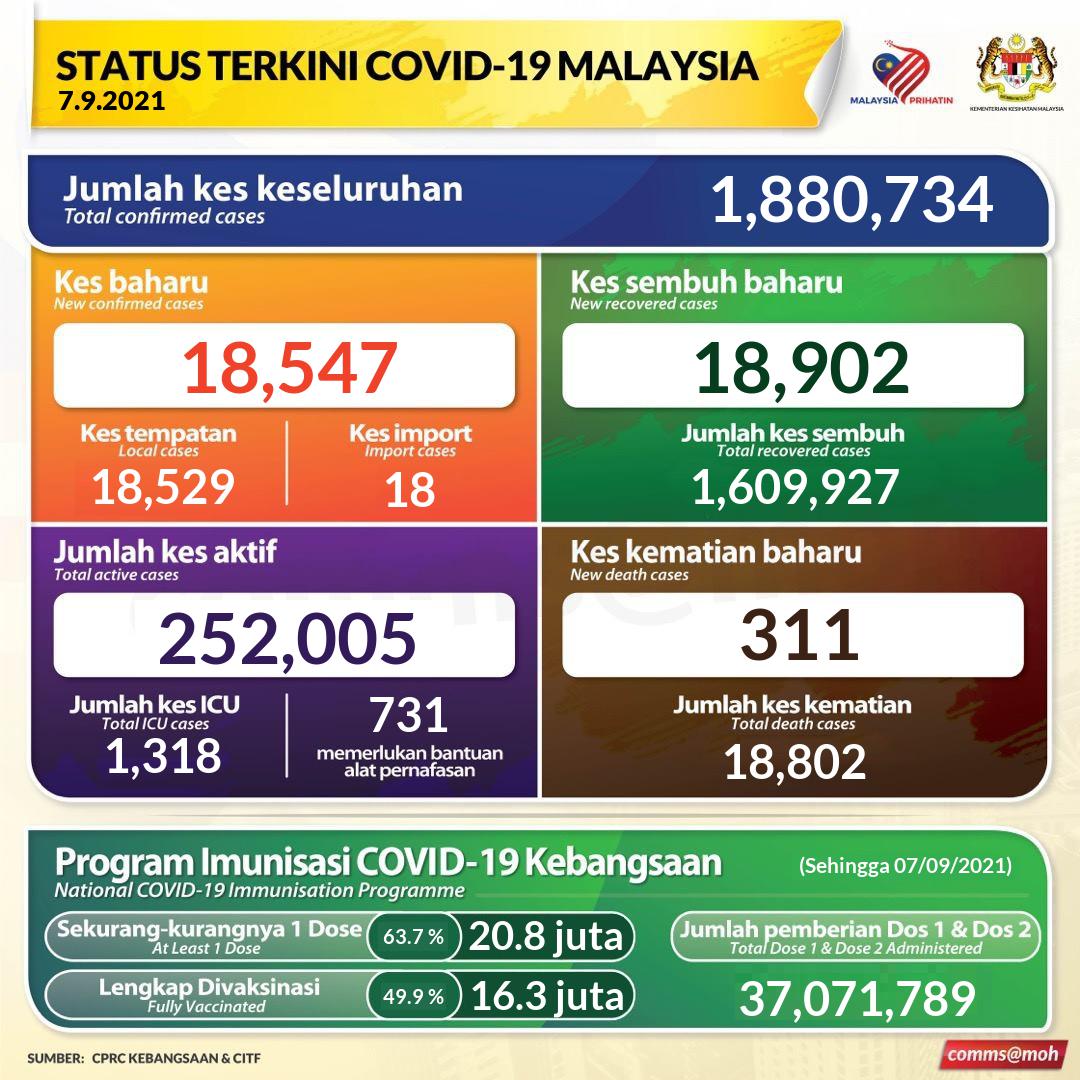 STATUS TERKINI COVID-19 MALAYSIA
7.9.2021
MALAYSIA PRIHATIN
KEMENTERIAN KESIHATAN MALAYSIA
Jumlah kes keseluruhan
Total confirmed cases
1,880,734
Kes baharu
New confirmed cases
18,547
Kes tempatan
Local cases
18,529
Kes import
Import cases
18
Kes sembuh baharu
New recovered cases
18,902
Jumlah kes sembuh
Total recovered cases
1,609,927
Jumlah kes aktif
Total active cases
252,005
Jumlah kes ICU
Total ICU cases
1,318
731
memerlukan bantuan
alat pernafasan
Kes kematian baharu
New death cases
311
Jumlah kes kematian
Total death cases
18,802
Program Imunisasi COVID-19 Kebangsaan
National COVID-19 Immunisation Programme
(Sehingga 07/09/2021)
Sekurang-kurangnya 1 Dose
At Least 1 Dose
63.7 %
20.8 juta
Lengkap Divaksinasi
Fully Vaccinated
49.9 %
16.3 juta
Jumlah pemberian Dos 1 & Dos 2
Total Dose 1 & Dose 2 Administered
37,071,789
SUMBER: CPRC KEBANGSAAN & CITF
comms@moh